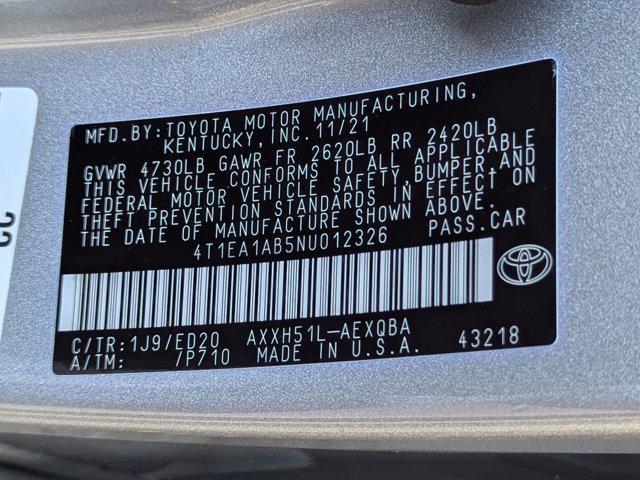 MFD.BY:TOYOTA MOTOR MANUFACTURING,
KENTUCKY,INC.11/21
GVWR 4730LB GAWR FR 2620LB RR 2420LB
THIS VEHICLE CONFORMS TO ALL APPLICABLE
FEDERAL MOTOR VEHICLE SAFETY,BUMPER,AND
THEFT PREVENTION STANDARDS IN EFFECT ON
THE DATE OF MANUFACTURE SHOWN ABOVE.
4T1EA1AB5NU012326 PASS.CAR
C/TR:1J9/ED20 AXXH51L-AEXQBA
A/TM: /P710 MADE IN U.S.A. 43218